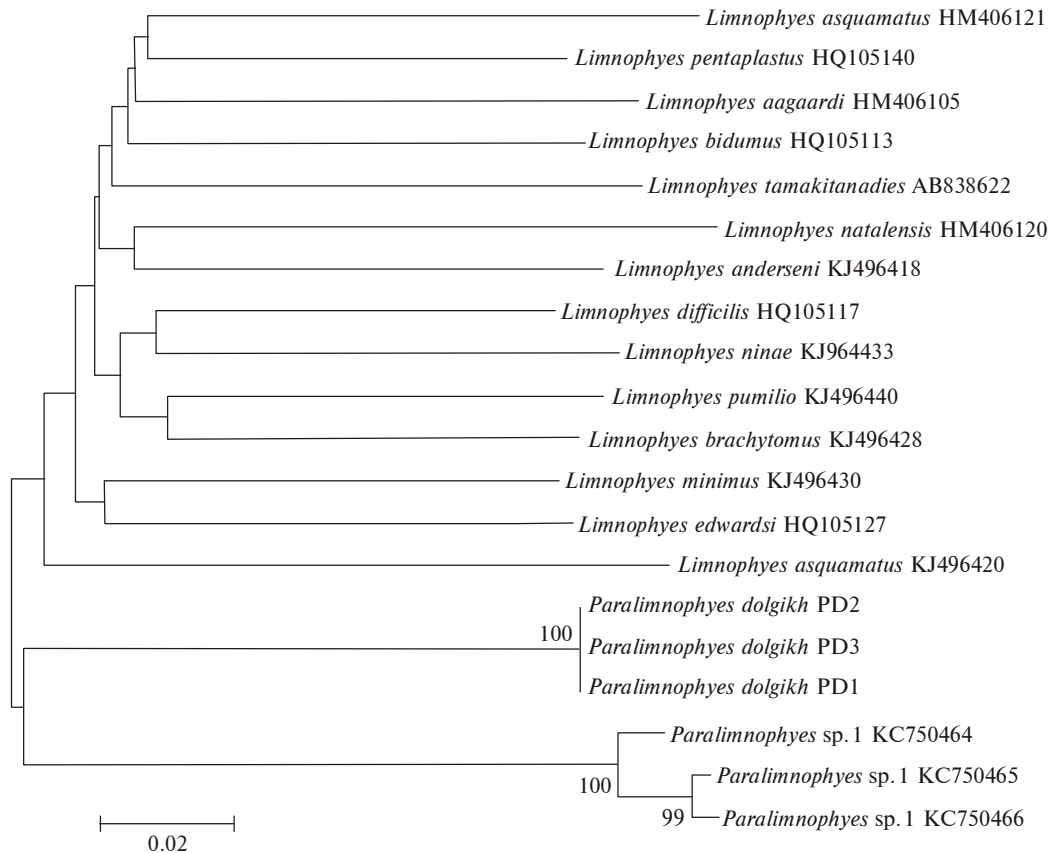 Limnophyes asquamatus HM406121
Limnophyes pentaplastus HQ105140
Limnophyes aagaardi HM406105
Limnophyes bidumus HQ105113
Limnophyes tamakitanadies AB838622
Limnophyes natalensis HM406120
Limnophyes anderseni KJ496418
Limnophyes difficilis HQ105117
Limnophyes ninae KJ964433
Limnophyes pumilio KJ496440
Limnophyes brachytomus KJ496428
Limnophyes minimus KJ496430
Limnophyes edwardsi HQ105127
Limnophyes asquamatus KJ496420
Paralimnophyes dolgikh PD2
100
Paralimnophyes dolgikh PD3
Paralimnophyes dolgikh PD1
Paralimnophyes sp. 1 KC750464
Paralimnophyes sp. 1 KC750465
100
99
Paralimnophyes sp. 1 KC750466
0.02